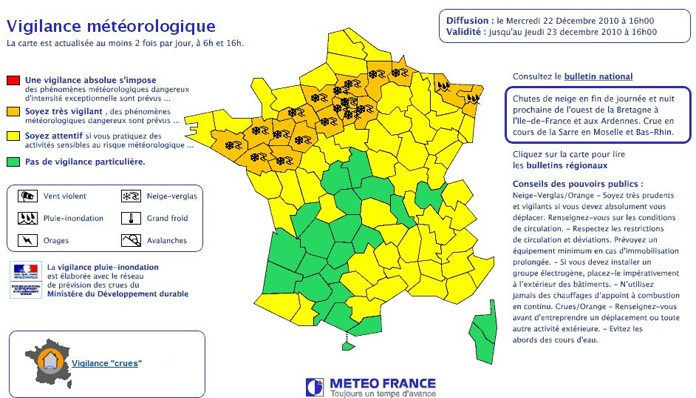 Vigilance météorologique
La carte est actualisée au moins 2 fois par jour, à 6h et 16h.
Diffusion : le Mercredi 22 Décembre 2010 à 16h00
Validité : jusqu'au jeudi 23 decembre 2010 à 16h00
Une vigilance absolue s'impose
des phénomènes météorologiques dangereux
d'intensité exceptionnelle sont prévus ...
Soyez très vigilant , des phénomènes
météorologiques dangereux sont prévus ...
Soyez attentif si vous pratiquez des
activités sensibles au risque météorologique ...
Pas de vigilance particulière.
Vent violent
Neige-verglas
Pluie-inondation
Grand froid
Orages
Avalanches
La vigilance pluie-inondation
est élaborée avec le réseau
de prévision des crues du
Ministère du Développement durable
Vigilance "crues"
Consultez le bulletin national
Chutes de neige en fin de journée et nuit
prochaine de l'ouest de la Bretagne à
l'Ile-de-France et aux Ardennes. Crue en
cours de la Sarre en Moselle et Bas-Rhin.
Cliquez sur la carte pour lire
les bulletins régionaux
Conseils des pouvoirs publics :
Neige-Verglas/Orange - Soyez très prudents
et vigilants si vous devez absolument vous
déplacer. Renseignez-vous sur les conditions
de circulation. - Respectez les restrictions
de circulation et déviations. Prévoyez un
équipement minimum en cas d'immobilisation
prolongée. - Si vous devez installer un
groupe électrogène, placez-le impérativement
à l'extérieur des bâtiments. - N'utilisez
jamais des chauffages d'appoint à combustion
en continu. Crues/Orange - Renseignez-vous
avant d'entreprendre un déplacement ou toute
autre activité extérieure. - Evitez les
abords des cours d'eau.
METEO FRANCE
Toujours un temps d'avance